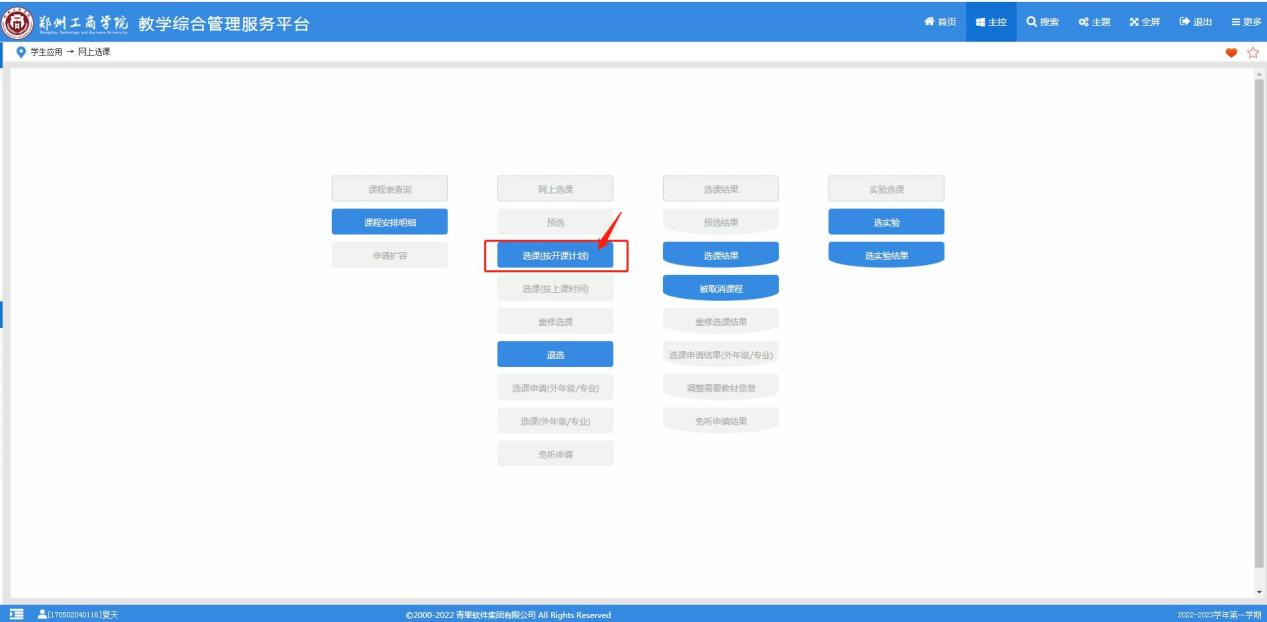 郑州工商学院 教学综合管理服务平台
首页 主控 搜索 主题 全屏 退出 更多
学生应用 → 网上选课
课程表查询
课程安排明细
申请扩容
网上选课
预选
选课(按开课计划)
选课(按上课时间)
重修选课
退选
选课申请(外年级/专业)
选课(外年级/专业)
免听申请
选课结果
预选结果
选课结果
被取消课程
重修选课结果
选课申请结果(外年级/专业)
调整需要教材信息
免听申请结果
实验选课
选实验
选实验结果
[170502040116]夏天
©2000-2022 青果软件集团有限公司 All Rights Reserved
2022-2023学年第一学期